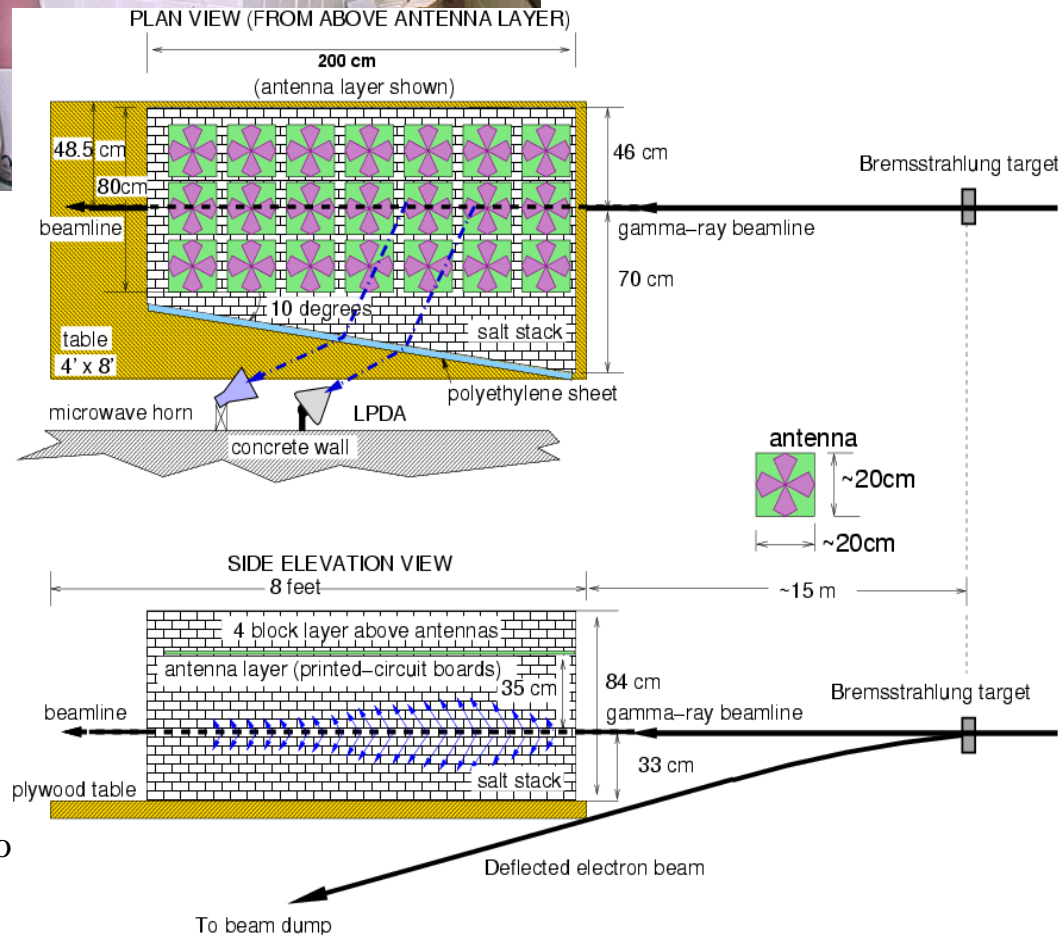 PLAN VIEW (FROM ABOVE ANTENNA LAYER)
200 cm
(antenna layer shown)
48.5 cm
80cm
46 cm
Bremsstrahlung target
beamline
gamma-ray beamline
70 cm
10 degrees
salt stack
table
4' x 8'
polyethylene sheet
microwave horn
LPDA
concrete wall
antenna
~20cm
~20cm
SIDE ELEVATION VIEW
8 feet
~15 m
4 block layer above antennas
antenna layer (printed-circuit boards)
35 cm
84 cm
Bremsstrahlung target
beamline
gamma-ray beamline
33 cm
salt stack
plywood table
Deflected electron beam
To beam dump